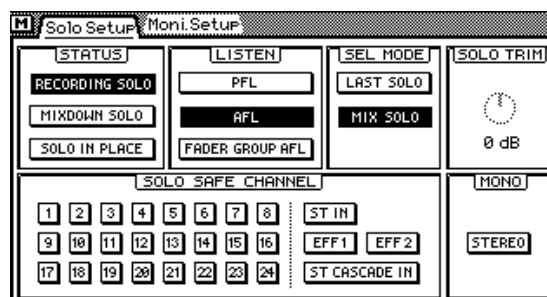 M Solo Setup Moni.Setup
STATUS LISTEN SEL MODE SOLO TRIM
RECORDING SOLO PFL LAST SOLO
MIXDOWN SOLO AFL MIX SOLO
SOLO IN PLACE FADER GROUP AFL 0 dB
SOLO SAFE CHANNEL MONO
1 2 3 4 5 6 7 8 ST IN
9 10 11 12 13 14 15 16 EFF1 EFF2 STEREO
17 18 19 20 21 22 23 24 ST CASCADE IN